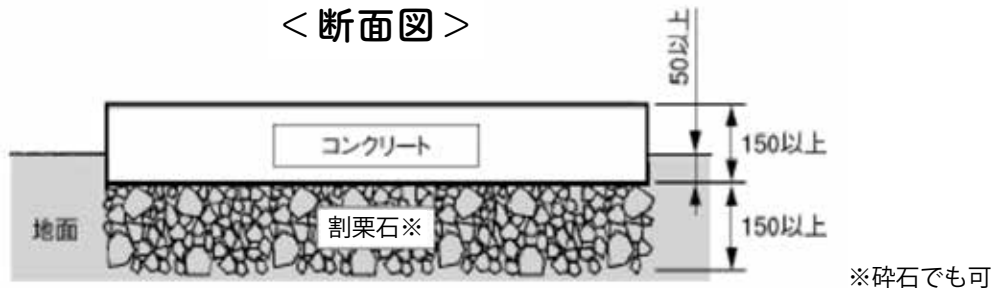 ＜断面図＞
50以上
コンクリート
150以上
地面
割栗石※
150以上
※砕石でも可